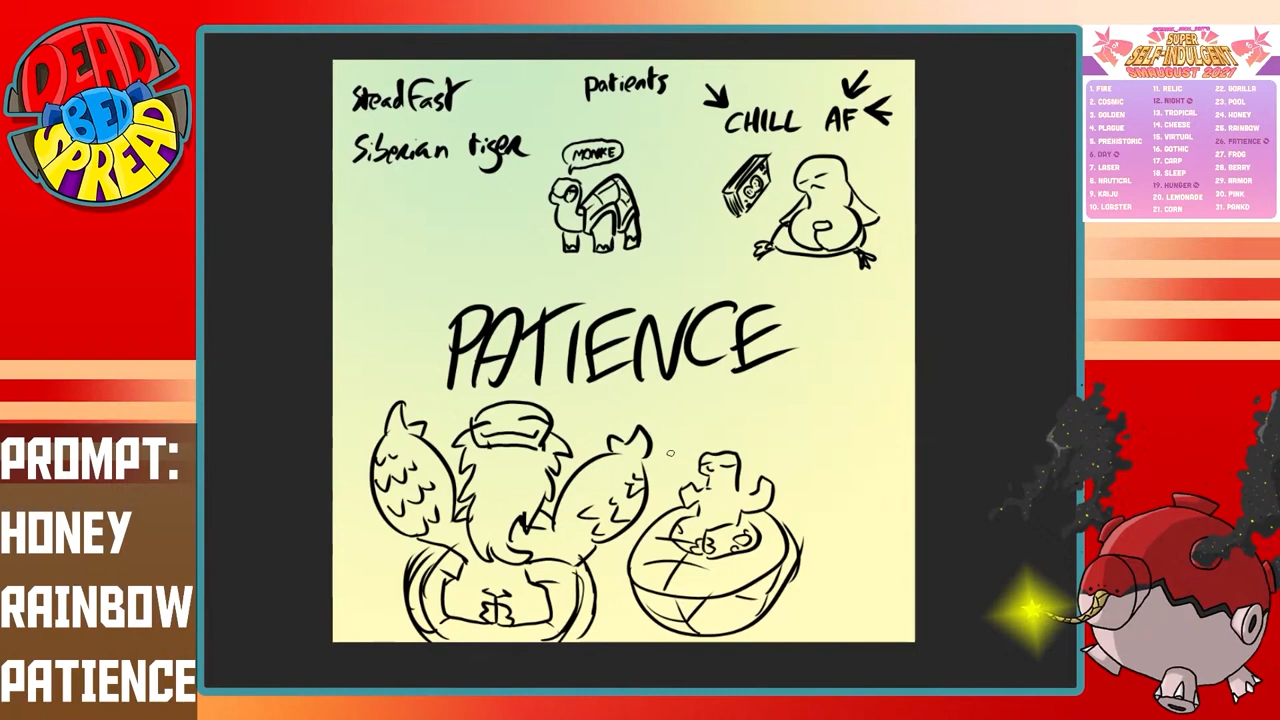 DEAD
BED
SPREAD
SteadFast
Siberian tiger
patients
MONKE
CHILL AF
PATIENCE
PROMPT:
HONEY
RAINBOW
PATIENCE
SUPER
SELF-INDULGENT
SMAUGUST 2021
1. FIRE
2. COSMIC
3. GOLDEN
4. PLAGUE
5. PREHISTORIC
6. DAY
7. LASER
8. NAUTICAL
9. KAIJU
10. LOBSTER
11. RELIC
12. NIGHT
13. TROPICAL
14. CHEESE
15. VIRTUAL
16. GOTHIC
17. CARP
18. SLEEP
19. HUNGER
20. LEMONADE
21. CORN
22. GORILLA
23. POOL
24. HONEY
25. RAINBOW
26. PATIENCE
27. FROG
28. BERRY
29. ARMOR
30. PINK